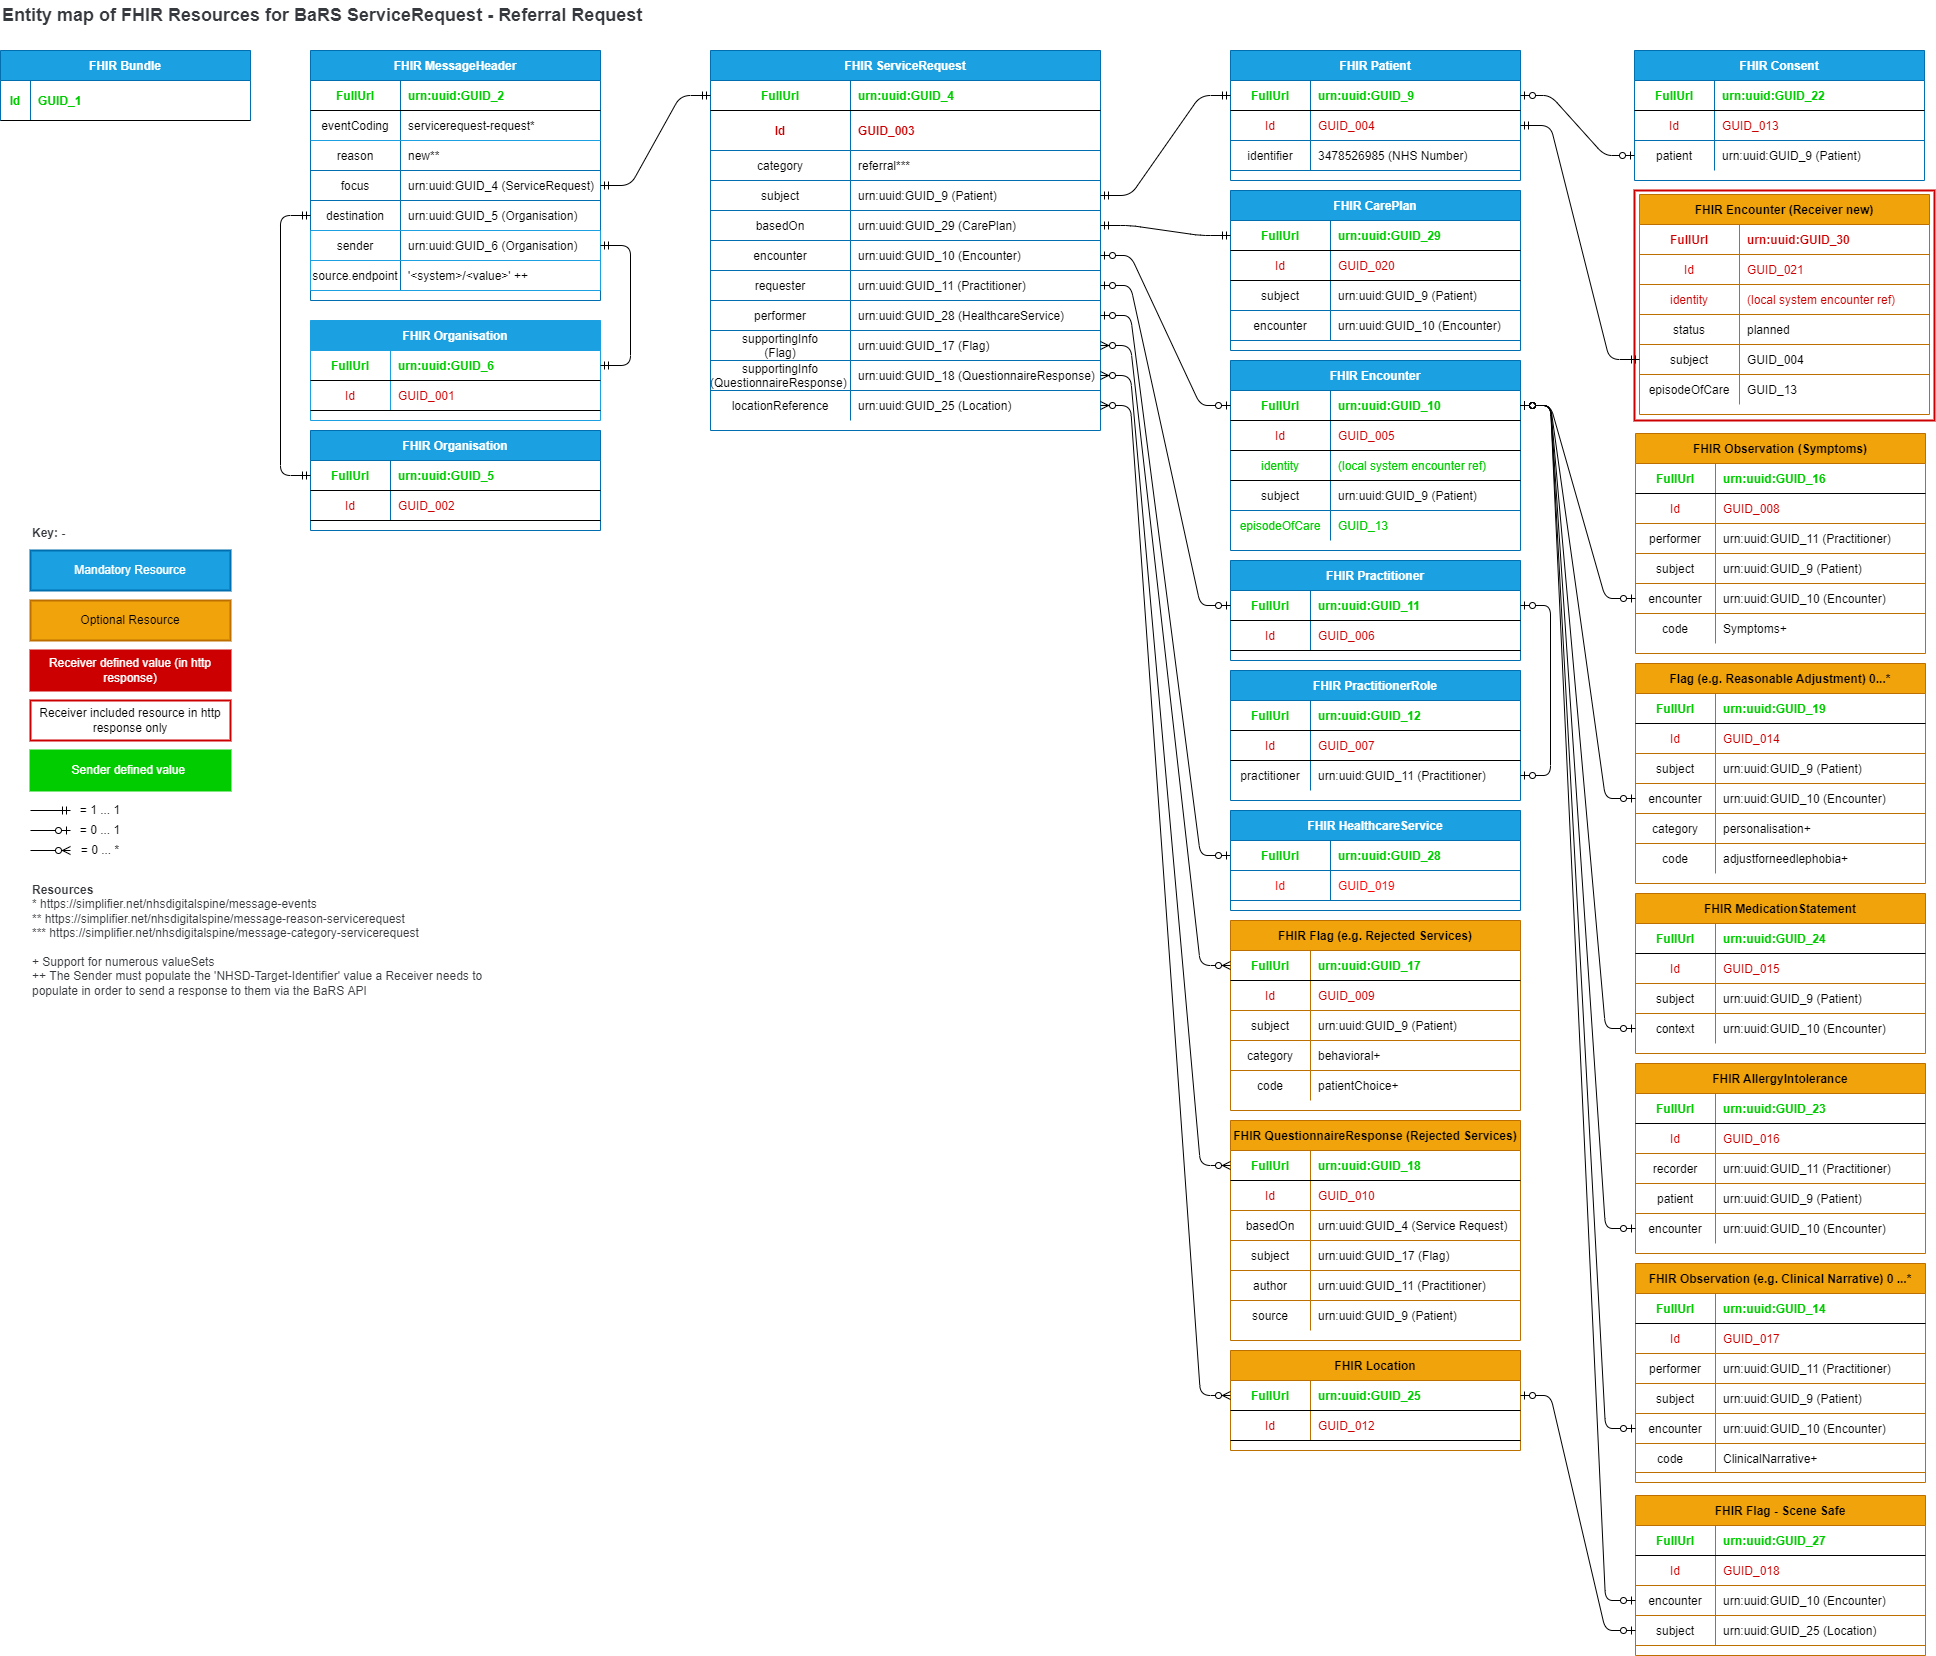 Entity map of FHIR Resources for BaRS ServiceRequest - Referral Request
FHIR Bundle
Id GUID_1
FHIR MessageHeader
FullUrl urn:uuid:GUID_2
eventCoding servicerequest-request*
reason new**
focus urn:uuid:GUID_4 (ServiceRequest)
destination urn:uuid:GUID_5 (Organisation)
sender urn:uuid:GUID_6 (Organisation)
source.endpoint '<system>/<value>' ++
FHIR Organisation
FullUrl urn:uuid:GUID_6
Id GUID_001
FHIR Organisation
FullUrl urn:uuid:GUID_5
Id GUID_002
Key: -
Mandatory Resource
Optional Resource
Receiver defined value (in http
response)
Receiver included resource in http
response only
Sender defined value
= 1 ... 1
= 0 ... 1
= 0 ... *
Resources
* https://simplifier.net/nhsdigitalspine/message-events
** https://simplifier.net/nhsdigitalspine/message-reason-servicerequest
*** https://simplifier.net/nhsdigitalspine/message-category-servicerequest
+ Support for numerous valueSets
++ The Sender must populate the 'NHSD-Target-Identifier' value a Receiver needs to
populate in order to send a response to them via the BaRS API
FHIR ServiceRequest
FullUrl urn:uuid:GUID_4
Id GUID_003
category referral***
subject urn:uuid:GUID_9 (Patient)
basedOn urn:uuid:GUID_29 (CarePlan)
encounter urn:uuid:GUID_10 (Encounter)
requester urn:uuid:GUID_11 (Practitioner)
performer urn:uuid:GUID_28 (HealthcareService)
supportingInfo
(Flag) urn:uuid:GUID_17 (Flag)
supportingInfo
(QuestionnaireResponse) urn:uuid:GUID_18 (QuestionnaireResponse)
locationReference urn:uuid:GUID_25 (Location)
FHIR Patient
FullUrl urn:uuid:GUID_9
Id GUID_004
identifier 3478526985 (NHS Number)
FHIR CarePlan
FullUrl urn:uuid:GUID_29
Id GUID_020
subject urn:uuid:GUID_9 (Patient)
encounter urn:uuid:GUID_10 (Encounter)
FHIR Encounter
FullUrl urn:uuid:GUID_10
Id GUID_005
identity (local system encounter ref)
subject urn:uuid:GUID_9 (Patient)
episodeOfCare GUID_13
FHIR Practitioner
FullUrl urn:uuid:GUID_11
Id GUID_006
FHIR PractitionerRole
FullUrl urn:uuid:GUID_12
Id GUID_007
practitioner urn:uuid:GUID_11 (Practitioner)
FHIR HealthcareService
FullUrl urn:uuid:GUID_28
Id GUID_019
FHIR Flag (e.g. Rejected Services)
FullUrl urn:uuid:GUID_17
Id GUID_009
subject urn:uuid:GUID_9 (Patient)
category behavioral+
code patientChoice+
FHIR QuestionnaireResponse (Rejected Services)
FullUrl urn:uuid:GUID_18
Id GUID_010
basedOn urn:uuid:GUID_4 (Service Request)
subject urn:uuid:GUID_17 (Flag)
author urn:uuid:GUID_11 (Practitioner)
source urn:uuid:GUID_9 (Patient)
FHIR Location
FullUrl urn:uuid:GUID_25
Id GUID_012
FHIR Consent
FullUrl urn:uuid:GUID_22
Id GUID_013
patient urn:uuid:GUID_9 (Patient)
FHIR Encounter (Receiver new)
FullUrl urn:uuid:GUID_30
Id GUID_021
identity (local system encounter ref)
status planned
subject GUID_004
episodeOfCare GUID_13
FHIR Observation (Symptoms)
FullUrl urn:uuid:GUID_16
Id GUID_008
performer urn:uuid:GUID_11 (Practitioner)
subject urn:uuid:GUID_9 (Patient)
encounter urn:uuid:GUID_10 (Encounter)
code Symptoms+
Flag (e.g. Reasonable Adjustment) 0...*
FullUrl urn:uuid:GUID_19
Id GUID_014
subject urn:uuid:GUID_9 (Patient)
encounter urn:uuid:GUID_10 (Encounter)
category personalisation+
code adjustforneedlephobia+
FHIR MedicationStatement
FullUrl urn:uuid:GUID_24
Id GUID_015
subject urn:uuid:GUID_9 (Patient)
context urn:uuid:GUID_10 (Encounter)
FHIR AllergyIntolerance
FullUrl urn:uuid:GUID_23
Id GUID_016
recorder urn:uuid:GUID_11 (Practitioner)
patient urn:uuid:GUID_9 (Patient)
encounter urn:uuid:GUID_10 (Encounter)
FHIR Observation (e.g. Clinical Narrative) 0 ...*
FullUrl urn:uuid:GUID_14
Id GUID_017
performer urn:uuid:GUID_11 (Practitioner)
subject urn:uuid:GUID_9 (Patient)
encounter urn:uuid:GUID_10 (Encounter)
code ClinicalNarrative+
FHIR Flag - Scene Safe
FullUrl urn:uuid:GUID_27
Id GUID_018
encounter urn:uuid:GUID_10 (Encounter)
subject urn:uuid:GUID_25 (Location)